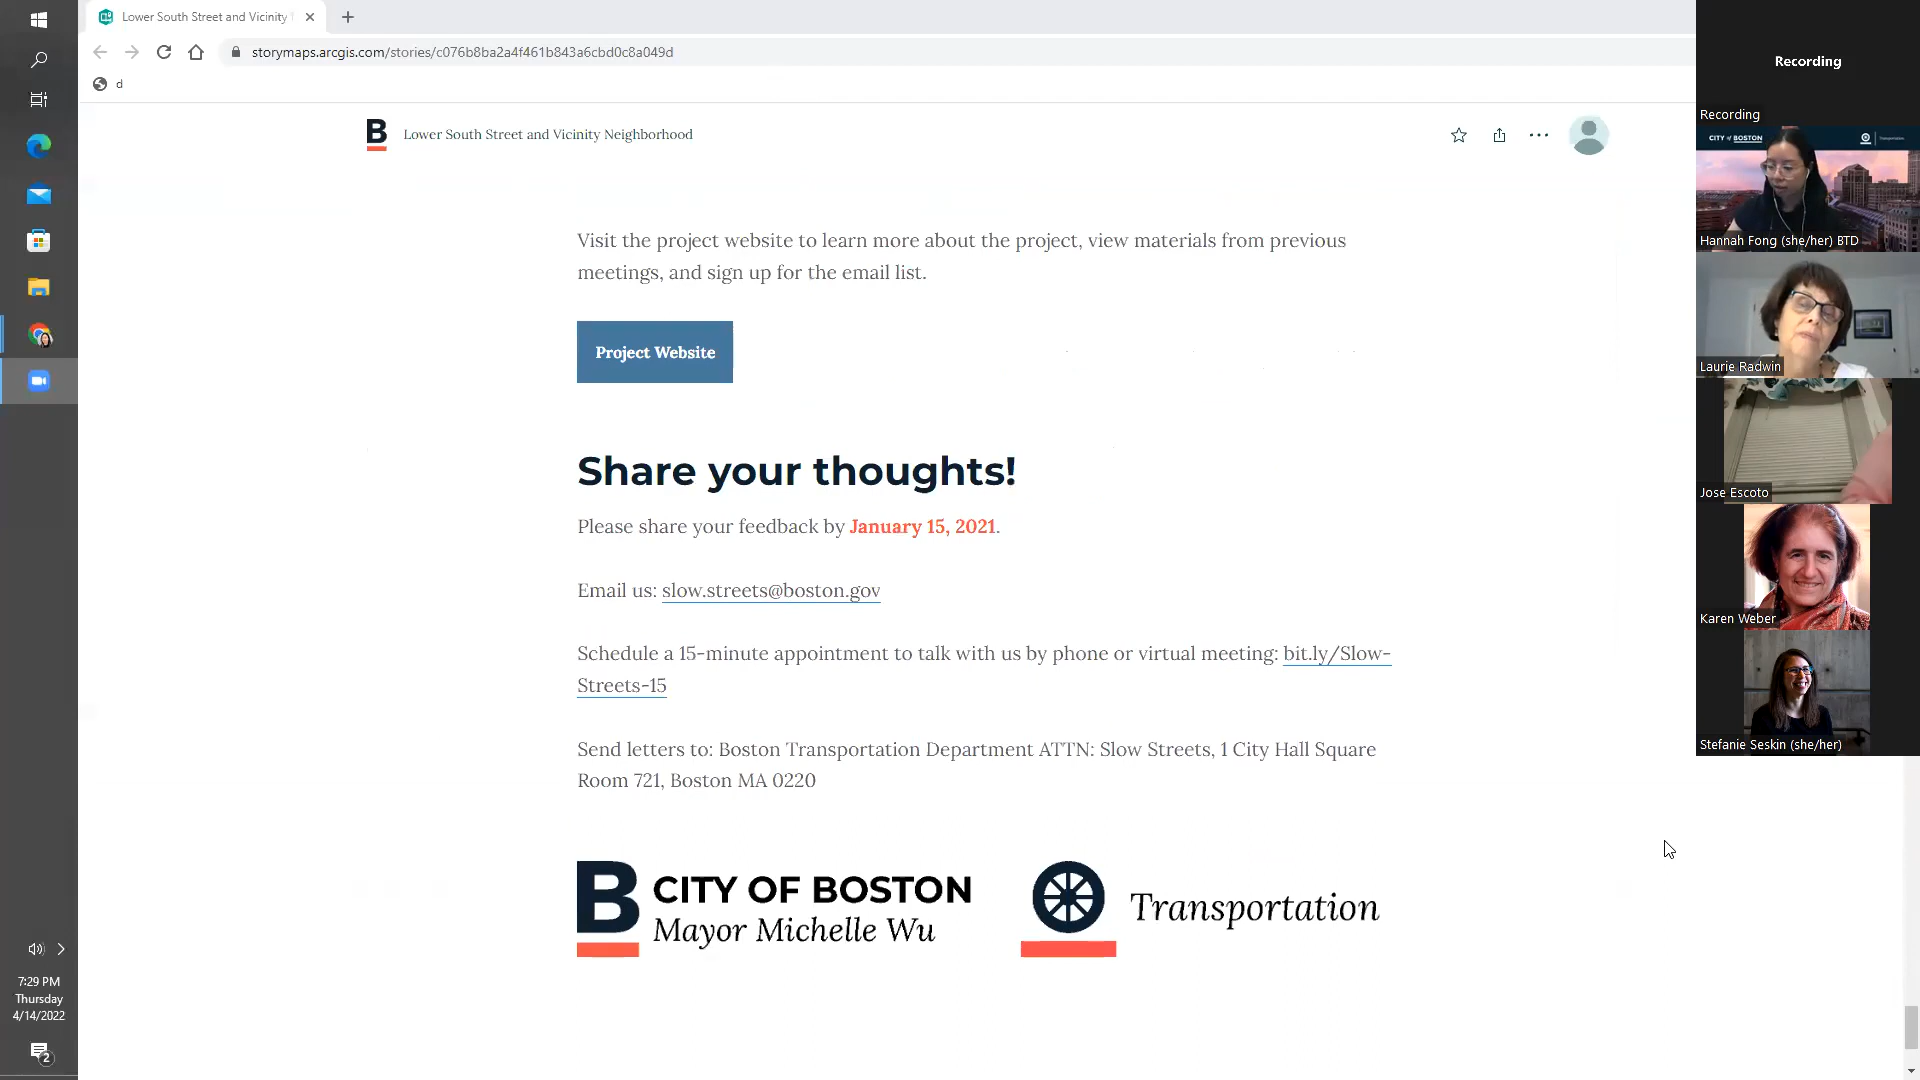 Lower South Street and Vicinity
storymaps.arcgis.com/stories/c076b8ba2a4f461b843a6cbd0c8a049d
d
B
Lower South Street and Vicinity Neighborhood
Visit the project website to learn more about the project, view materials from previous
meetings, and sign up for the email list.
Project Website
Share your thoughts!
Please share your feedback by January 15, 2021.
Email us: slow.streets@boston.gov
Schedule a 15-minute appointment to talk with us by phone or virtual meeting: bit.ly/Slow-
Streets-15
Send letters to: Boston Transportation Department ATTN: Slow Streets, 1 City Hall Square
Room 721, Boston MA 0220
B CITY OF BOSTON
Mayor Michelle Wu
Transportation
Recording
Recording
CITY of BOSTON
Transportation
Hannah Fong (she/her) BTD
Laurie Radwin
Jose Escoto
Karen Weber
Stefanie Seskin (she/her)
7:29 PM
Thursday
4/14/2022
2